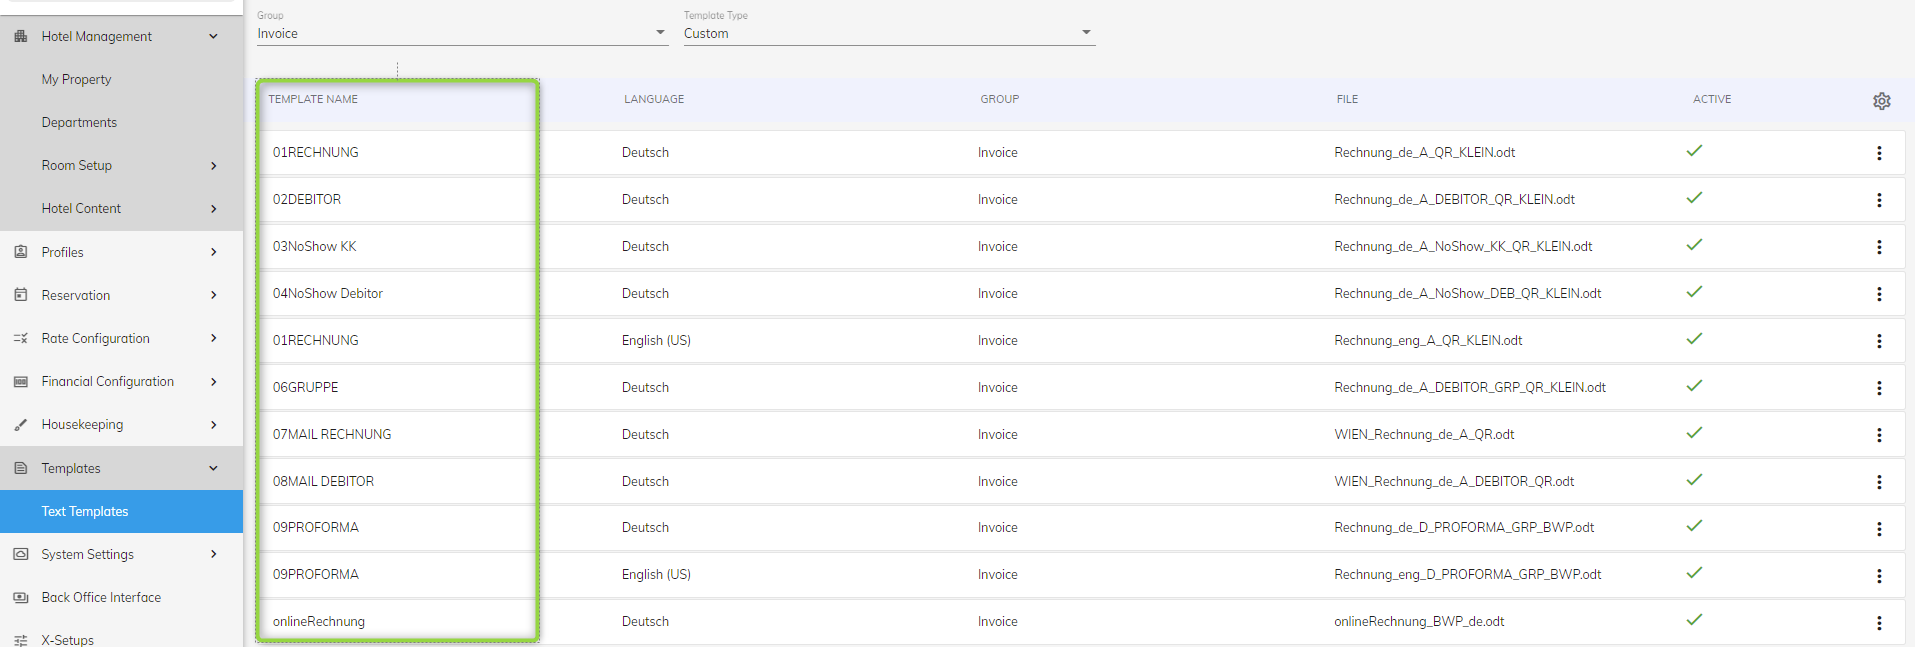 Hotel Management
My Property
Departments
Room Setup
Hotel Content
Profiles
Reservation
Rate Configuration
Financial Configuration
Housekeeping
Templates
Text Templates
System Settings
Back Office Interface
X-Setups
Group
Invoice
Template Type
Custom
TEMPLATE NAME LANGUAGE GROUP FILE ACTIVE
01RECHNUNG Deutsch Invoice Rechnung_de_A_QR_KLEIN.odt
02DEBITOR Deutsch Invoice Rechnung_de_A_DEBITOR_QR_KLEIN.odt
03NoShow KK Deutsch Invoice Rechnung_de_A_NoShow_KK_QR_KLEIN.odt
04NoShow Debitor Deutsch Invoice Rechnung_de_A_NoShow_DEB_QR_KLEIN.odt
01RECHNUNG English (US) Invoice Rechnung_eng_A_QR_KLEIN.odt
06GRUPPE Deutsch Invoice Rechnung_de_A_DEBITOR_GRP_QR_KLEIN.odt
07MAIL RECHNUNG Deutsch Invoice WIEN_Rechnung_de_A_QR.odt
08MAIL DEBITOR Deutsch Invoice WIEN_Rechnung_de_A_DEBITOR_QR.odt
09PROFORMA Deutsch Invoice Rechnung_de_D_PROFORMA_GRP_BWP.odt
09PROFORMA English (US) Invoice Rechnung_eng_D_PROFORMA_GRP_BWP.odt
onlineRechnung Deutsch Invoice onlineRechnung_BWP_de.odt